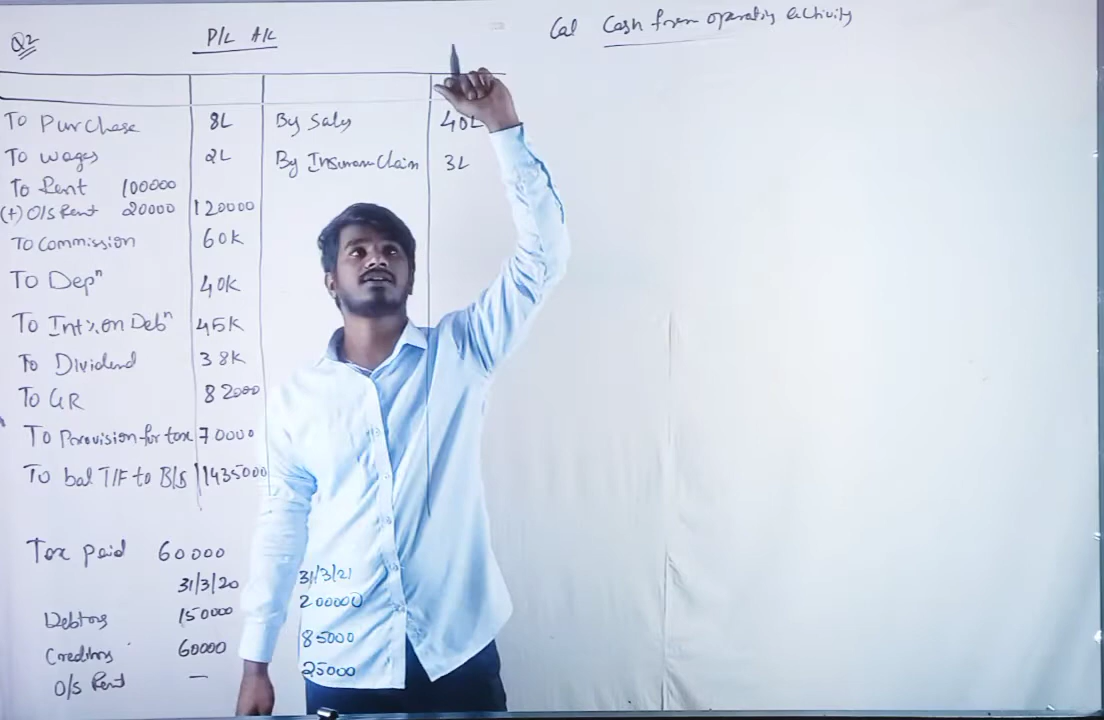 Q2 P/L A/c
Cal Cash from operating activity
To Purchase 8L By Sales 40L
To wages 2L By Insuran Claim 3L
To Rent 100000
(+) O/S Rent 20000 120000
To Commission 60K
To Depn 40K
To Int% on Debn 45K
To Dividend 38K
To GR 82000
To Provision for tax 70000
To bal T/F to B/S 1435000
Tax paid 60000
31/3/20 31/3/21
Debtors 150000 200000
Creditors 60000 85000
O/S Rent — 25000